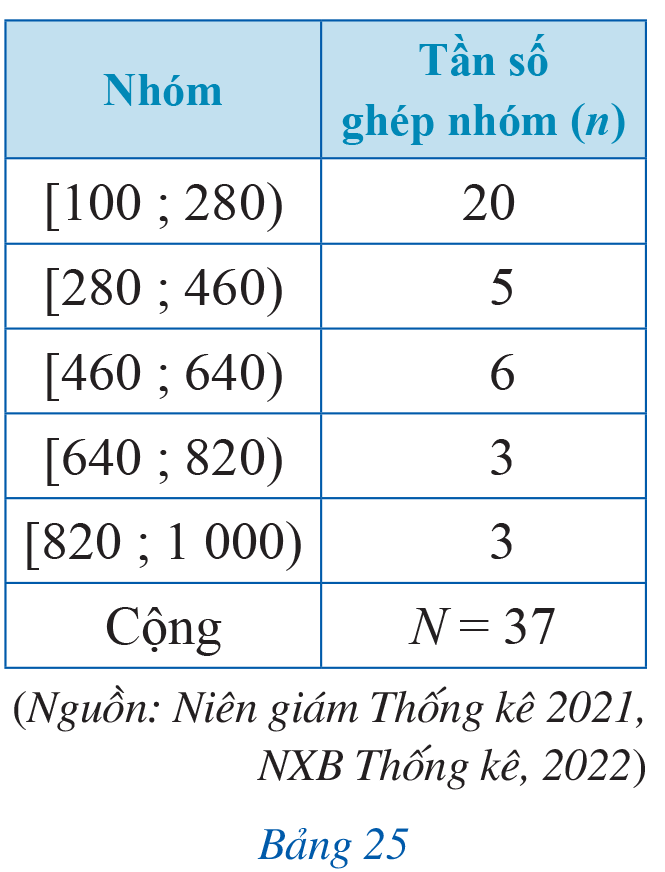 Nhóm Tần số
ghép nhóm (n)
[100 ; 280) 20
[280 ; 460) 5
[460 ; 640) 6
[640 ; 820) 3
[820 ; 1 000) 3
Cộng N = 37
(Nguồn: Niên giám Thống kê 2021,
NXB Thống kê, 2022)
Bảng 25